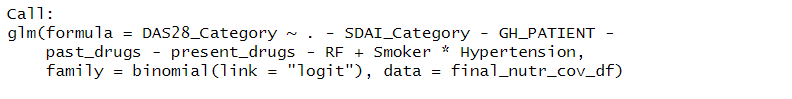 Call:
glm(formula = DAS28_Category ~ . - SDAI_Category - GH_PATIENT -
    past_drugs - present_drugs - RF + Smoker * Hypertension,
    family = binomial(link = "logit"), data = final_nutr_cov_df)